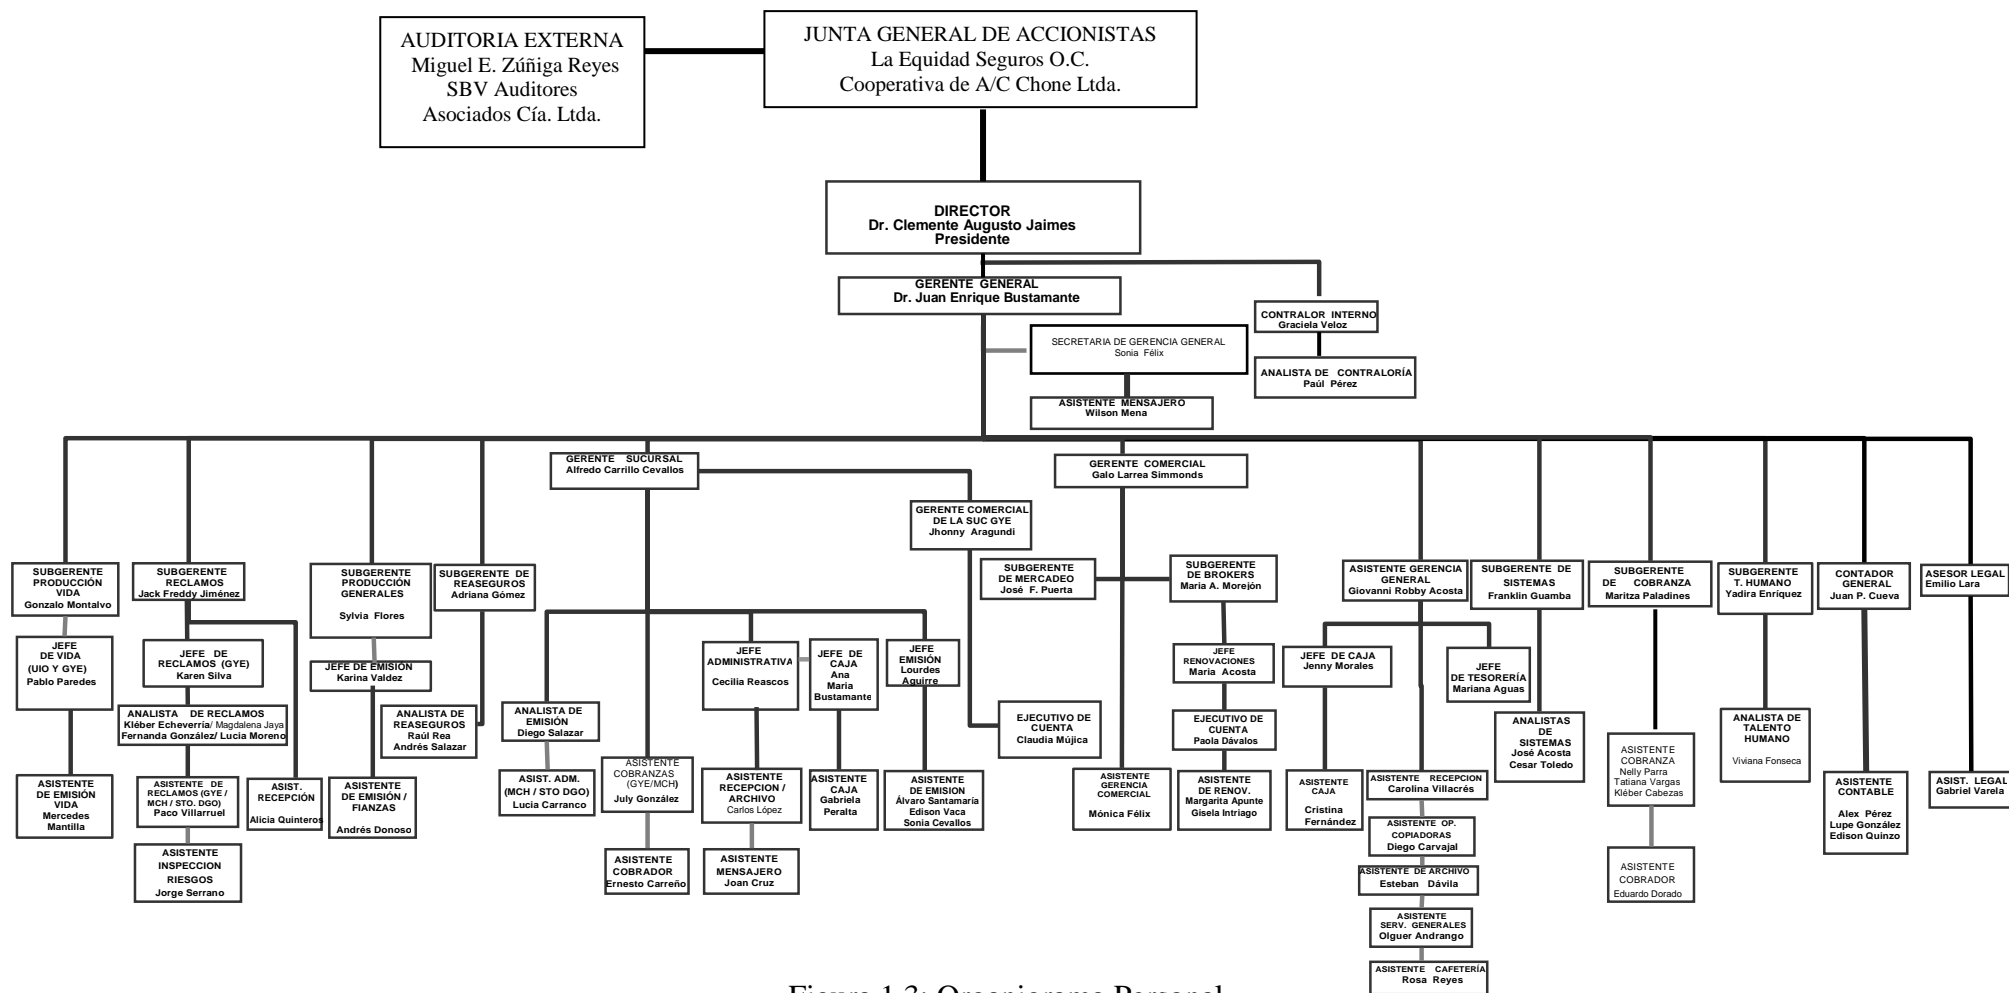 AUDITORIA EXTERNA
Miguel E. Zúñiga Reyes
SBV Auditores
Asociados Cía. Ltda.
JUNTA GENERAL DE ACCIONISTAS
La Equidad Seguros O.C.
Cooperativa de A/C Chone Ltda.
DIRECTOR
Dr. Clemente Augusto Jaimes
Presidente
GERENTE GENERAL
Dr. Juan Enrique Bustamante
CONTRALOR INTERNO
Graciela Veloz
SECRETARIA DE GERENCIA GENERAL
Sonia Félix
ANALISTA DE CONTRALORÍA
Paúl Pérez
ASISTENTE MENSAJERO
Wilson Mena
GERENTE SUCURSAL
Alfredo Carrillo Cevallos
GERENTE COMERCIAL
Galo Larrea Simmonds
GERENTE COMERCIAL
DE LA SUC GYE
Jhonny Aragundi
SUBGERENTE
PRODUCCIÓN
VIDA
Gonzalo Montalvo
SUBGERENTE
RECLAMOS
Jack Freddy Jiménez
SUBGERENTE
PRODUCCIÓN
GENERALES
Sylvia Flores
SUBGERENTE DE
REASEGUROS
Adriana Gómez
SUBGERENTE
DE MERCADEO
José F. Puerta
SUBGERENTE
DE BROKERS
María A. Morejón
ASISTENTE GERENCIA
GENERAL
Giovanni Robby Acosta
SUBGERENTE DE
SISTEMAS
Franklin Guamba
SUBGERENTE
DE COBRANZA
Maritza Paladines
SUBGERENTE
T. HUMANO
Yadira Enríquez
CONTADOR
GENERAL
Juan P. Cueva
ASESOR LEGAL
Emilio Lara
JEFE
DE VIDA
(UIO Y GYE)
Pablo Paredes
JEFE DE
RECLAMOS (GYE)
Karen Silva
JEFE DE EMISIÓN
Karina Valdez
JEFE
ADMINISTRATIVA
Cecilia Reascos
JEFE DE
CAJA
Ana
Maria
Bustamante
JEFE
EMISIÓN
Lourdes
Aguirre
JEFE
RENOVACIONES
María Acosta
JEFE DE CAJA
Jenny Morales
JEFE
DE TESORERÍA
Mariana Aguas
ANALISTA DE RECLAMOS
Kléber Echeverría/ Magdalena Jaya
Fernanda González/ Lucia Moreno
ANALISTA DE
REASEGUROS
Raúl Rea
Andrés Salazar
ANALISTA DE
EMISIÓN
Diego Salazar
EJECUTIVO DE
CUENTA
Claudia Mújica
EJECUTIVO DE
CUENTA
Paola Dávalos
ANALISTAS
DE
SISTEMAS
José Acosta
Cesar Toledo
ASISTENTE
COBRANZA
Nelly Parra
Tatiana Vargas
Kléber Cabezas
ANALISTA DE
TALENTO
HUMANO
Viviana Fonseca
ASISTENTE
DE EMISIÓN
VIDA
Mercedes
Mantilla
ASISTENTE DE
RECLAMOS (GYE /
MCH / STO. DGO)
Paco Villarruel
ASIST.
RECEPCIÓN
Alicia Quinteros
ASISTENTE
DE EMISIÓN /
FIANZAS
Andrés Donoso
ASIST. ADM.
(MCH / STO DGO)
Lucia Carranco
ASISTENTE
COBRANZAS
(GYE/MCH)
July González
ASISTENTE
RECEPCION /
ARCHIVO
Carlos López
ASISTENTE
CAJA
Gabriela
Peralta
ASISTENTE
DE EMISION
Álvaro Santamaría
Edison Vaca
Sonia Cevallos
ASISTENTE
GERENCIA
COMERCIAL
Mónica Félix
ASISTENTE
DE RENOV.
Margarita Apunte
Gisela Intriago
ASISTENTE
CAJA
Cristina
Fernández
ASISTENTE RECEPCION
Carolina Villacrés
ASISTENTE
CONTABLE
Alex Pérez
Lupe González
Edison Quinzo
ASIST. LEGAL
Gabriel Varela
ASISTENTE
INSPECCION
RIESGOS
Jorge Serrano
ASISTENTE
COBRADOR
Ernesto Carreño
ASISTENTE
MENSAJERO
Joan Cruz
ASISTENTE OP.
COPIADORAS
Diego Carvajal
ASISTENTE DE ARCHIVO
Esteban Dávila
ASISTENTE
COBRADOR
Eduardo Dorado
ASISTENTE
SERV. GENERALES
Olguer Andrango
ASISTENTE CAFETERÍA
Rosa Reyes
Figura 1.3: Organigrama Personal